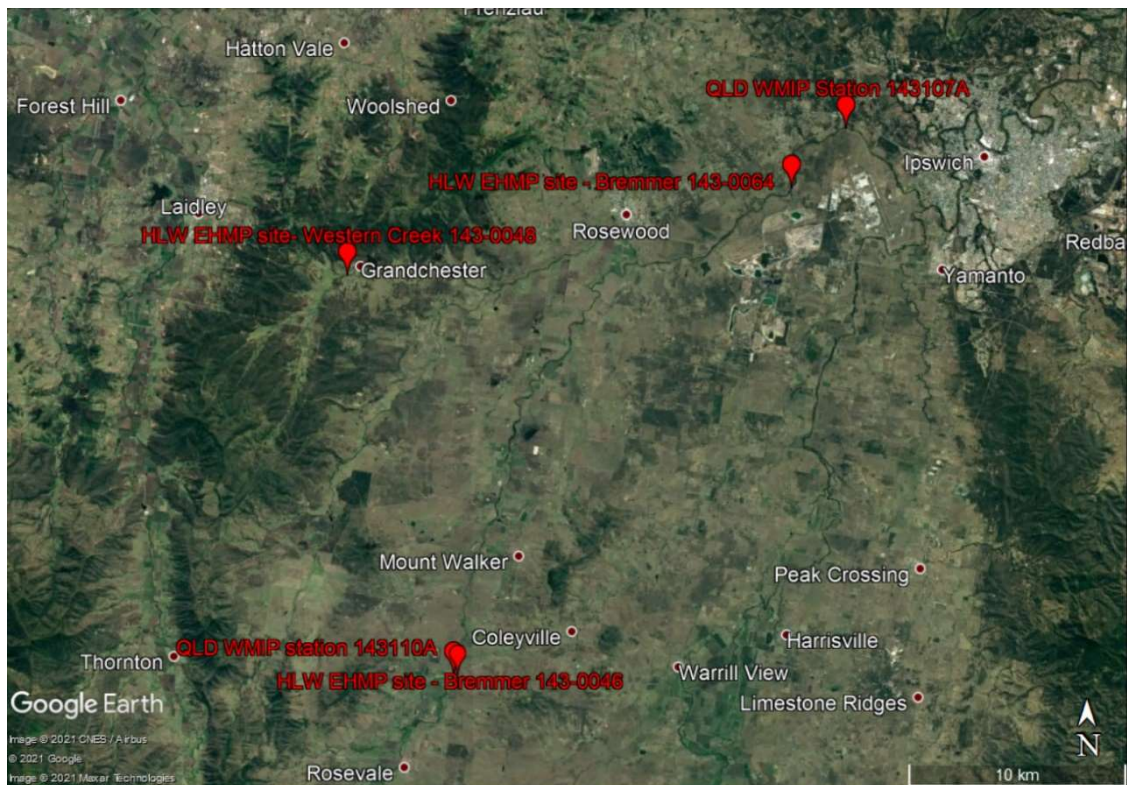 Prenzlau
Hatton Vale
Forest Hill
Woolshed
QLD WMIP Station 143107A
Ipswich
HLW EHMP site - Bremmer 143-0064
Laidley
Rosewood
HLW EHMP site- Western Creek 143-0048
Redba
Grandchester
Yamanto
Mount Walker
Peak Crossing
Coleyville
Harrisville
QLD WMIP station 143110A
Thornton
Warrill View
HLW EHMP site - Bremmer 143-0046
Limestone Ridges
Google Earth
N
Image © 2021 CNES / Airbus
© 2021 Google
Image © 2021 Maxar Technologies
Rosevale
10 km